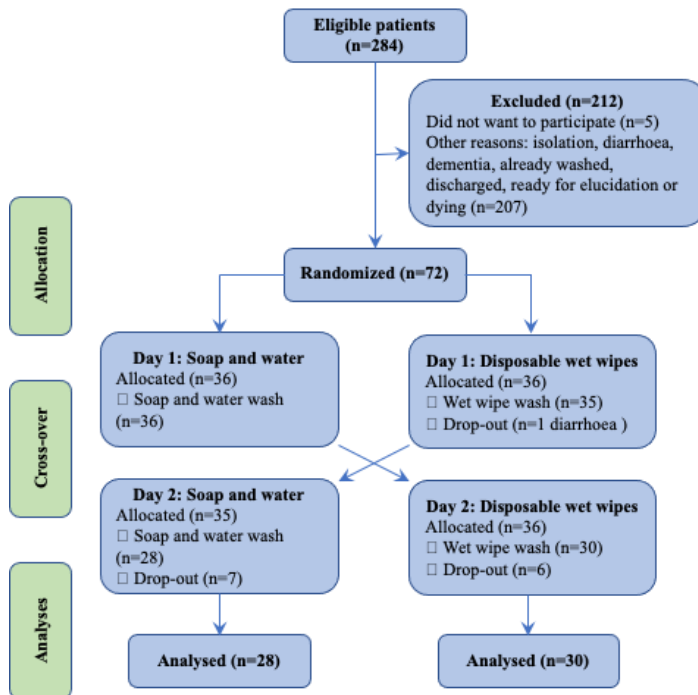 Eligible patients
(n=284)
Excluded (n=212)
Did not want to participate (n=5)
Other reasons: isolation, diarrhoea,
dementia, already washed,
discharged, ready for elucidation or
dying (n=207)
Allocation
Randomized (n=72)
Day 1: Soap and water
Allocated (n=36)
□ Soap and water wash
(n=36)
Day 1: Disposable wet wipes
Allocated (n=36)
□ Wet wipe wash (n=35)
□ Drop-out (n=1 diarrhoea )
Cross-over
Day 2: Soap and water
Allocated (n=35)
□ Soap and water wash
(n=28)
□ Drop-out (n=7)
Day 2: Disposable wet wipes
Allocated (n=36)
□ Wet wipe wash (n=30)
□ Drop-out (n=6)
Analyses
Analysed (n=28)
Analysed (n=30)